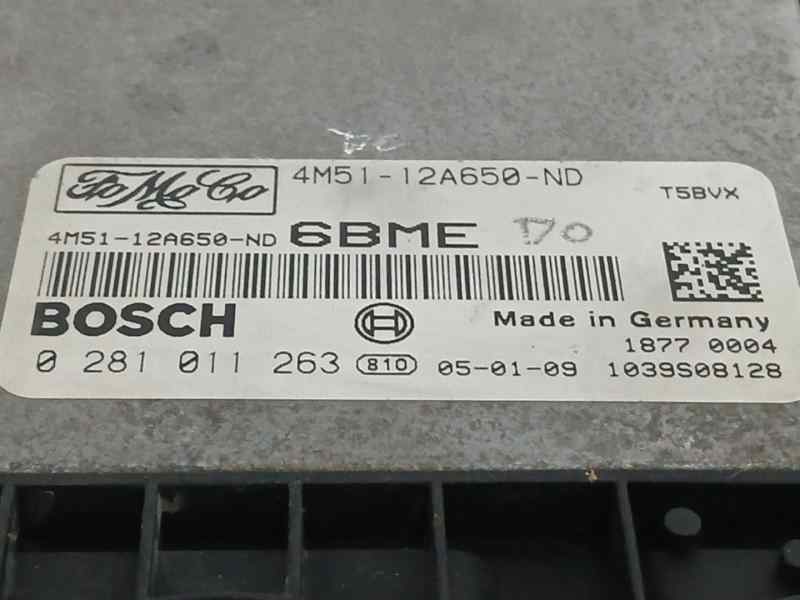 FoMoCo 4M51-12A650-ND T5BVX
4M51-12A650-ND 6BME
BOSCH Made in Germany
1877 0004
0 281 011 263 810 05-01-09 1039S08128